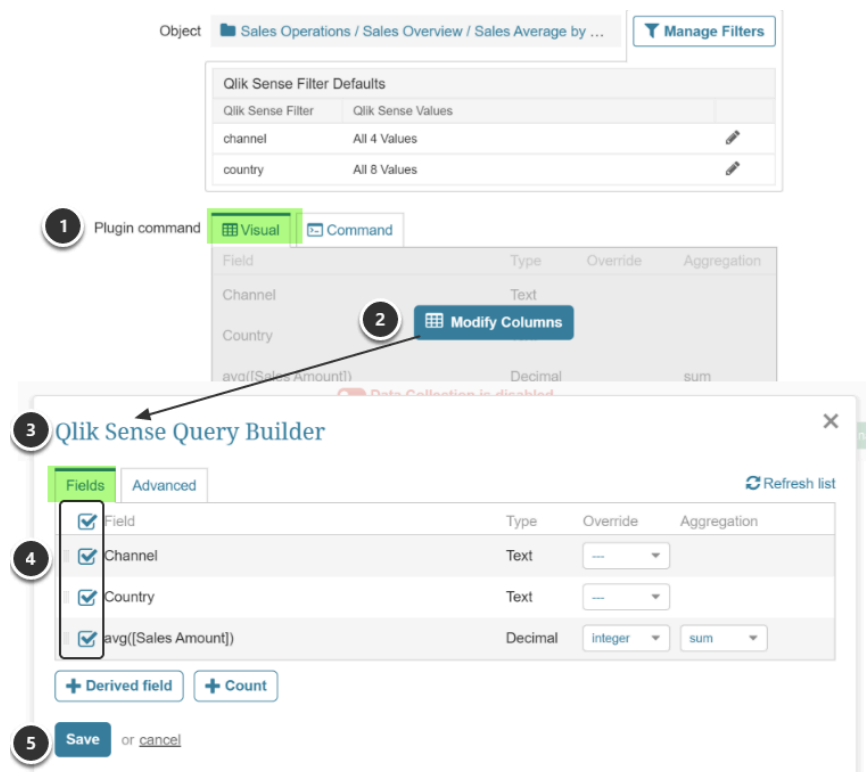 Object Sales Operations / Sales Overview / Sales Average by ... Manage Filters
Qlik Sense Filter Defaults
Qlik Sense Filter Qlik Sense Values
channel All 4 Values
country All 8 Values
1 Plugin command Visual Command
Field Type Override Aggregation
Channel Text
2 Modify Columns
Country
avg([Sales Amount]) Decimal sum
Data Collection is disabled
3 Qlik Sense Query Builder
Fields Advanced Refresh list
Field Type Override Aggregation
4 Channel Text ---
Country Text ---
avg([Sales Amount]) Decimal integer sum
+ Derived field + Count
5 Save or cancel